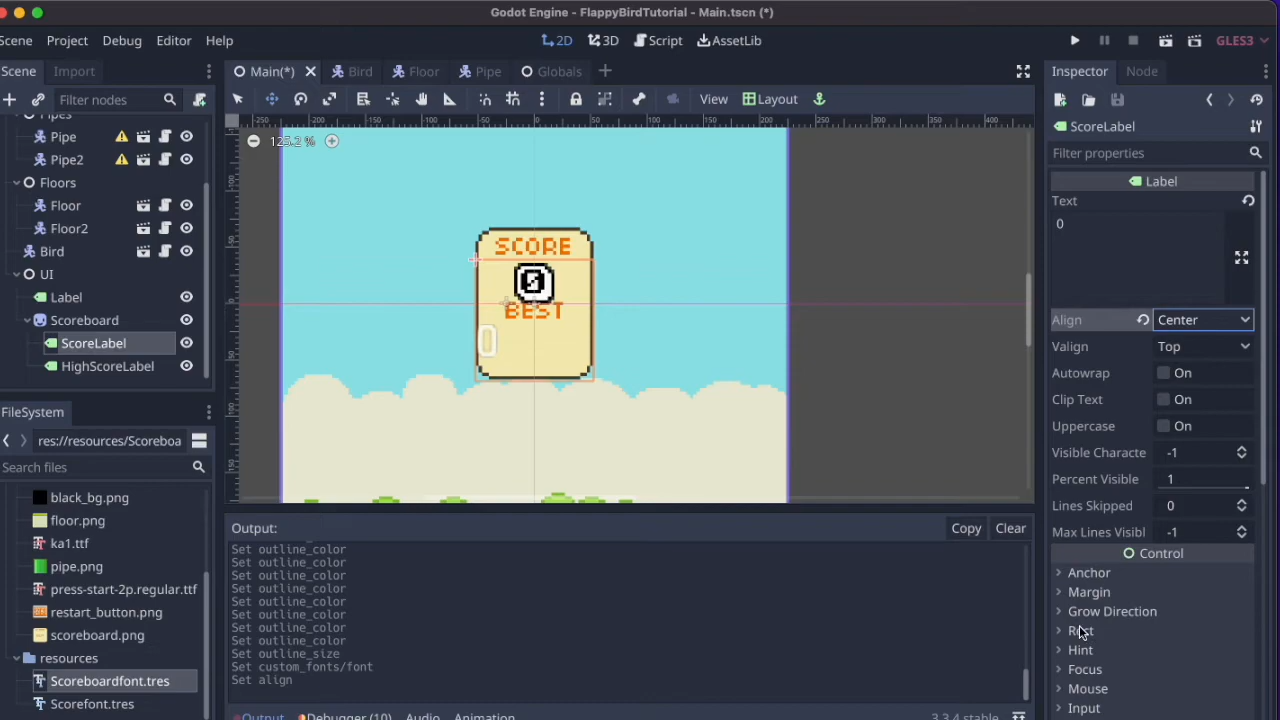 Godot Engine - FlappyBirdTutorial - Main.tscn (*)
Scene Project Debug Editor Help
2D 3D Script AssetLib
GLES3
Scene Import
Main(*) Bird Floor Pipe Globals
Inspector Node
Filter nodes
View Layout
ScoreLabel
Filter properties
125.2 %
Pipes
Pipe
Pipe2
Floors
Floor
Floor2
Bird
UI
Label
Scoreboard
ScoreLabel
HighScoreLabel
SCORE
0
BEST
0
Label
Text
0
Align Center
Valign Top
Autowrap On
Clip Text On
Uppercase On
Visible Characte -1
Percent Visible 1
Lines Skipped 0
Max Lines Visibl -1
Control
Anchor
Margin
Grow Direction
Rect
Hint
Focus
Mouse
Input
FileSystem
res://resources/Scoreboa
Search files
black_bg.png
floor.png
ka1.ttf
pipe.png
press-start-2p.regular.ttf
restart_button.png
scoreboard.png
resources
Scoreboardfont.tres
Scorefont.tres
Output:
Copy Clear
Set outline_color
Set outline_color
Set outline_color
Set outline_color
Set outline_color
Set outline_color
Set outline_color
Set outline_color
Set outline_size
Set custom_fonts/font
Set align
Output Debugger (10) Audio Animation
3.3.4.stable